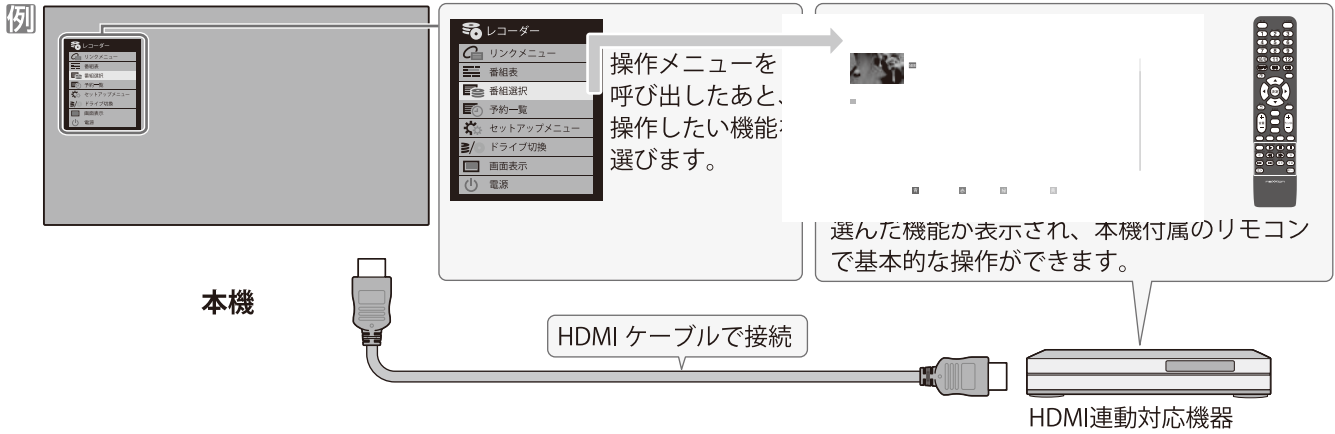 例
レコーダー
リンクメニュー
番組表
番組選択
予約一覧
セットアップメニュー
ドライブ切換
画面表示
電源
レコーダー
リンクメニュー
番組表
番組選択
予約一覧
セットアップメニュー
ドライブ切換
画面表示
電源
操作メニューを
呼び出したあと、
操作したい機能
選びます。
選んだ機能が表示され、本機付属のリモコン
で基本的な操作ができます。
本機
HDMI ケーブルで接続
HDMI連動対応機器